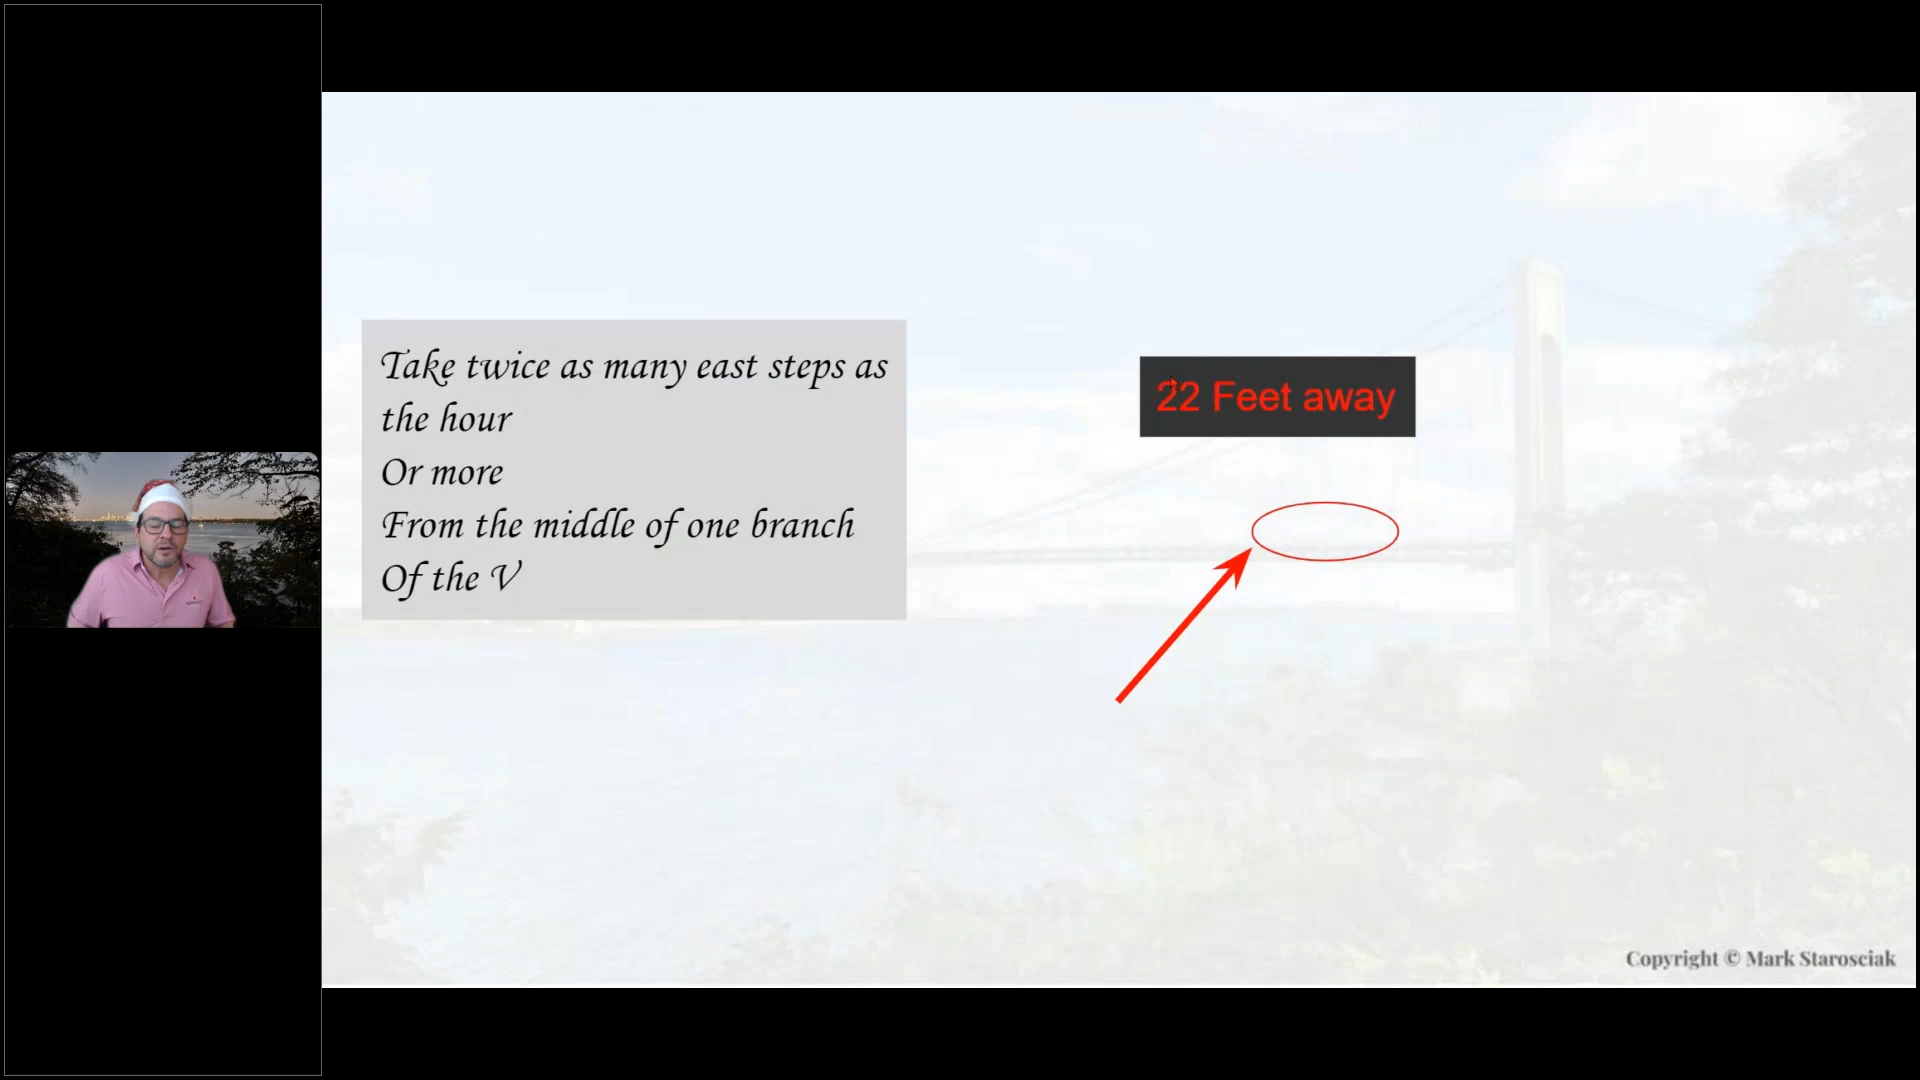 Take twice as many east steps as
the hour
Or more
From the middle of one branch
Of the V
22 Feet away
Copyright © Mark Starosciak